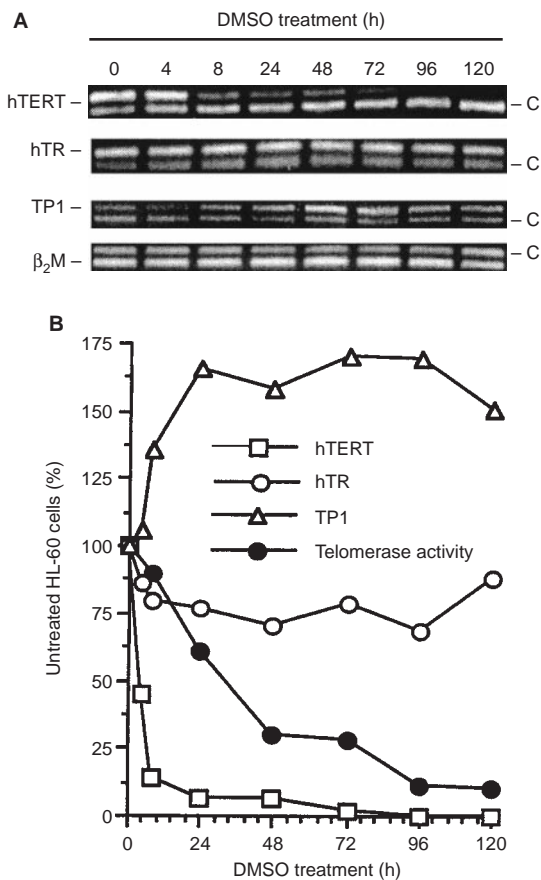 A
DMSO treatment (h)
0 4 8 24 48 72 96 120
hTERT – – C
hTR – – C
TP1 – – C
β₂M – – C
B
Untreated HL-60 cells (%)
175
150
125
100
75
50
25
0
hTERT
hTR
TP1
Telomerase activity
0 24 48 72 96 120
DMSO treatment (h)